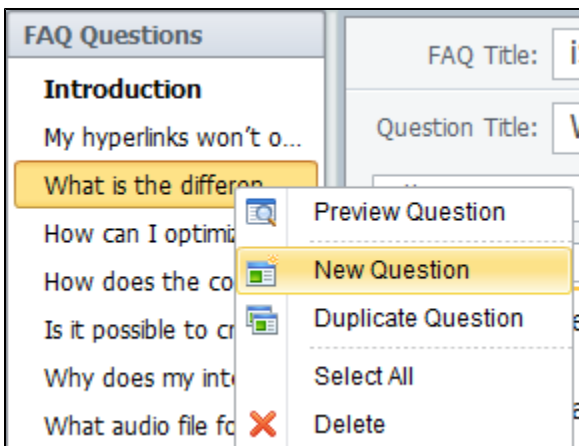 FAQ Questions
Introduction
My hyperlinks won't o...
What is the differen
How can I optimi
How does the co
Is it possible to cr
Why does my int
What audio file fo
FAQ Title:
Question Title:
Preview Question
New Question
Duplicate Question
Select All
Delete